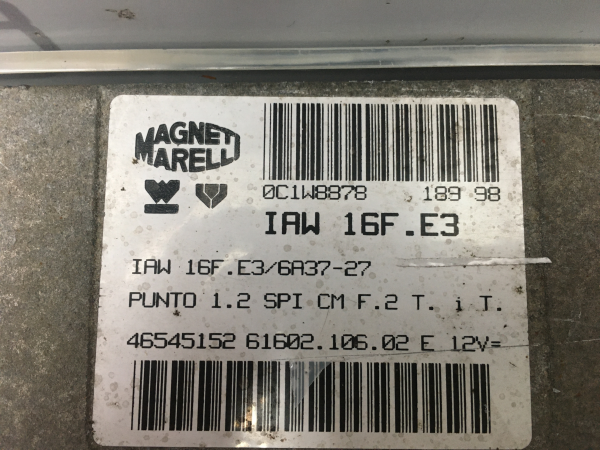 MAGNETI
MARELLI
0C1W8878 189 98
IAW 16F.E3
IAW 16F.E3/6A37-27
PUNTO 1.2 SPI CM F.2 T. i T.
46545152 61602.106.02 E 12V=